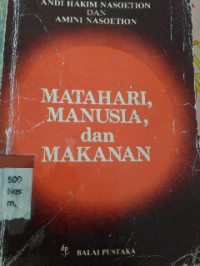 ANDI HAKIM NASOETION
DAN
AMINI NASOETION
MATAHARI,
MANUSIA,
dan
MAKANAN
500
Nas
m.
BALAI PUSTAKA